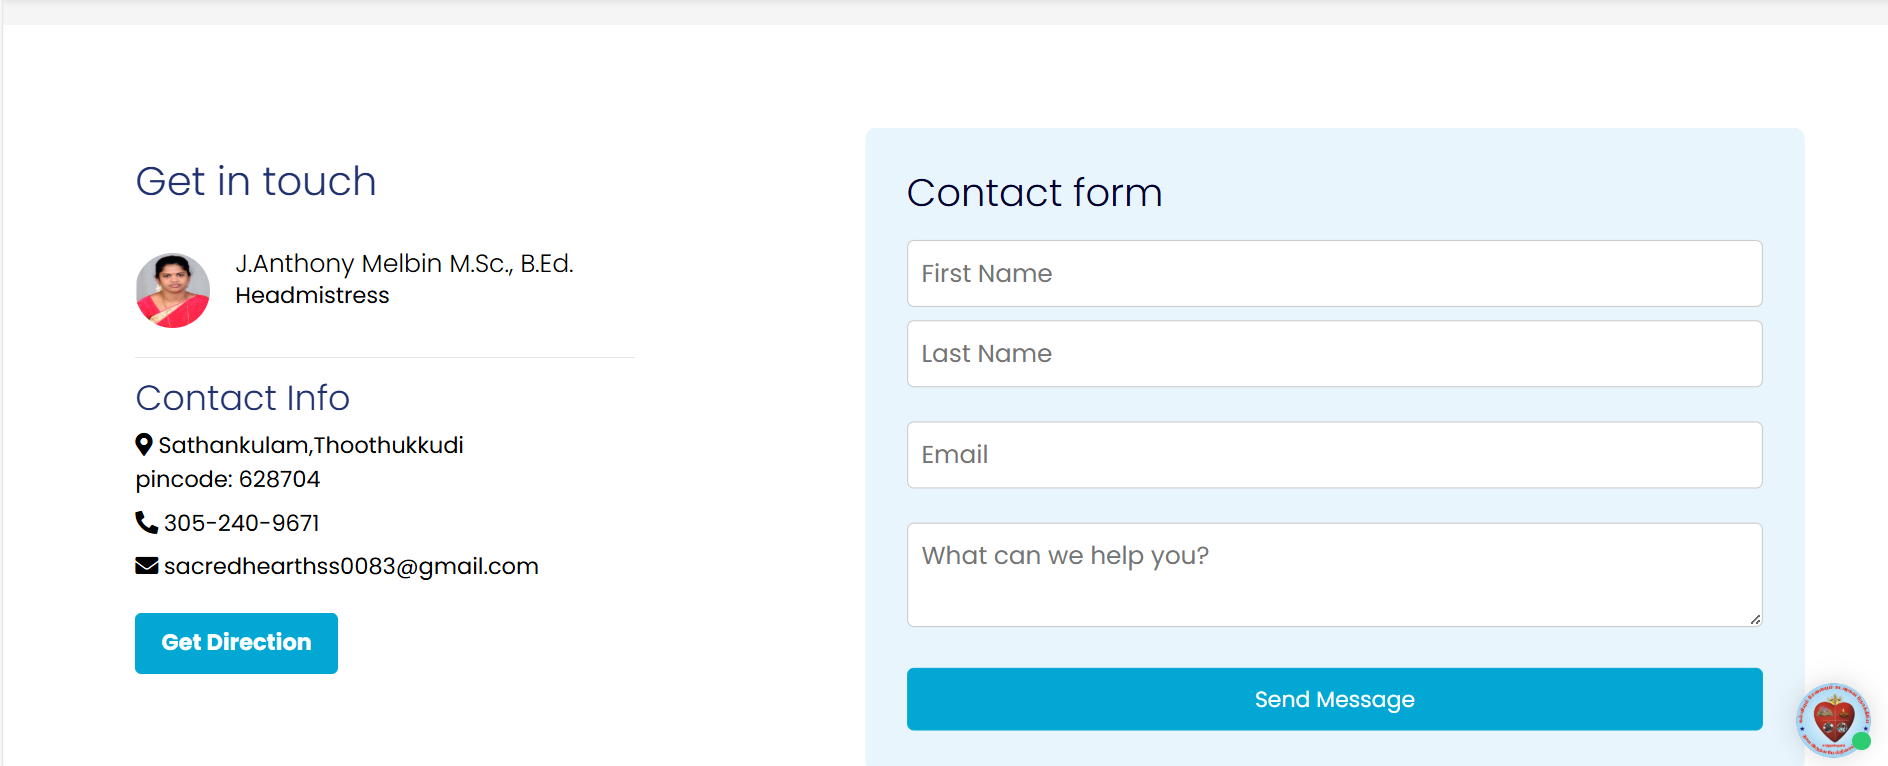 Get in touch
J.Anthony Melbin M.Sc., B.Ed.
Headmistress
Contact Info
Sathankulam,Thoothukkudi
pincode: 628704
305-240-9671
sacredhearthss0083@gmail.com
Get Direction
Contact form
First Name
Last Name
Email
What can we help you?
Send Message